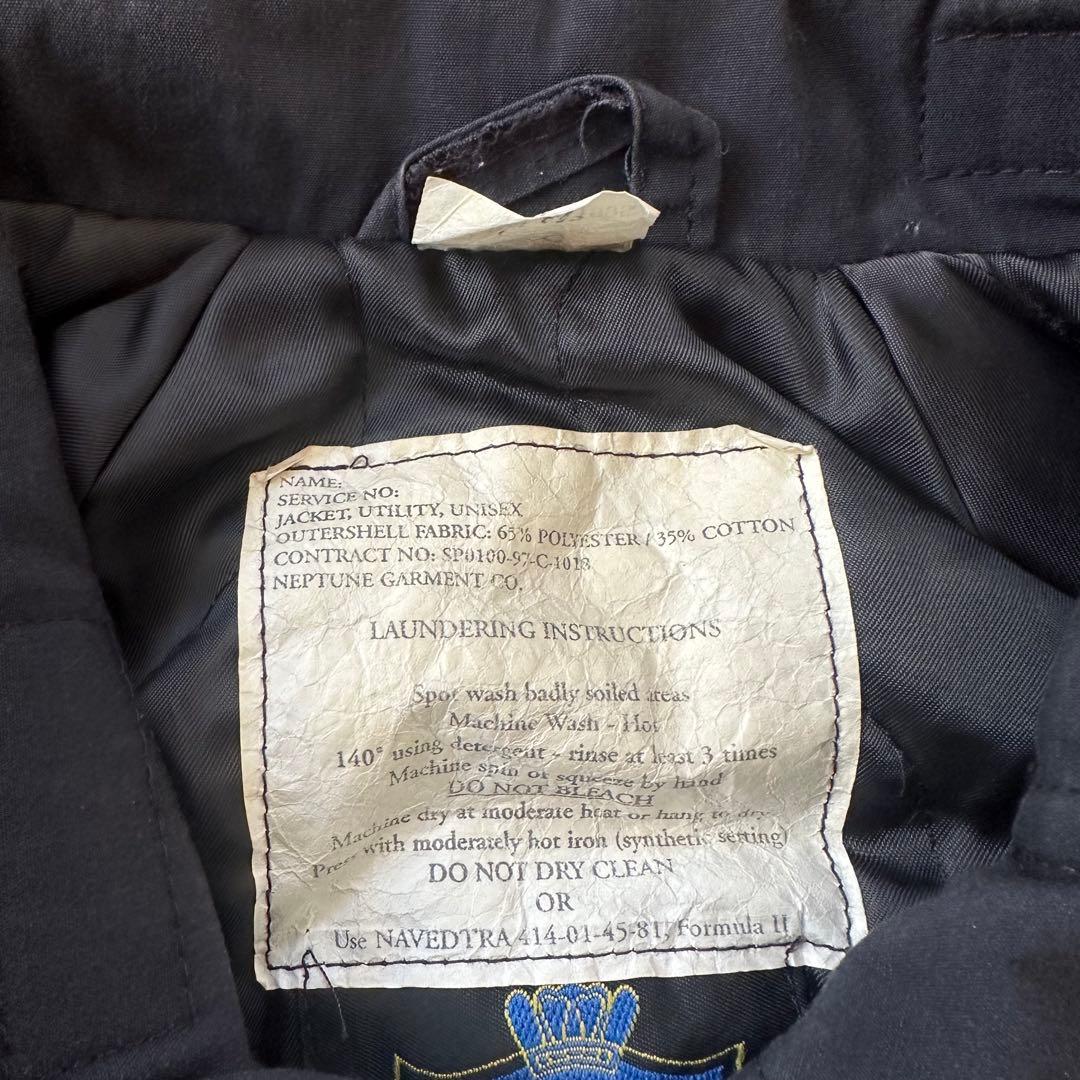 NAME:
SERVICE NO:
JACKET, UTILITY, UNISEX
OUTERSHELL FABRIC: 65% POLYESTER / 35% COTTON
CONTRACT NO: SP0100-97-C-1018
NEPTUNE GARMENT CO.
LAUNDERING INSTRUCTIONS
Spot wash badly soiled areas
Machine Wash - Hot
140° using detergent - rinse at least 3 times
Machine spin or squeeze by hand
DO NOT BLEACH
Machine dry at moderate heat or hang to dry
Press with moderately hot iron (synthetic setting)
DO NOT DRY CLEAN
OR
Use NAVEDTRA 414-01-45-81, Formula II